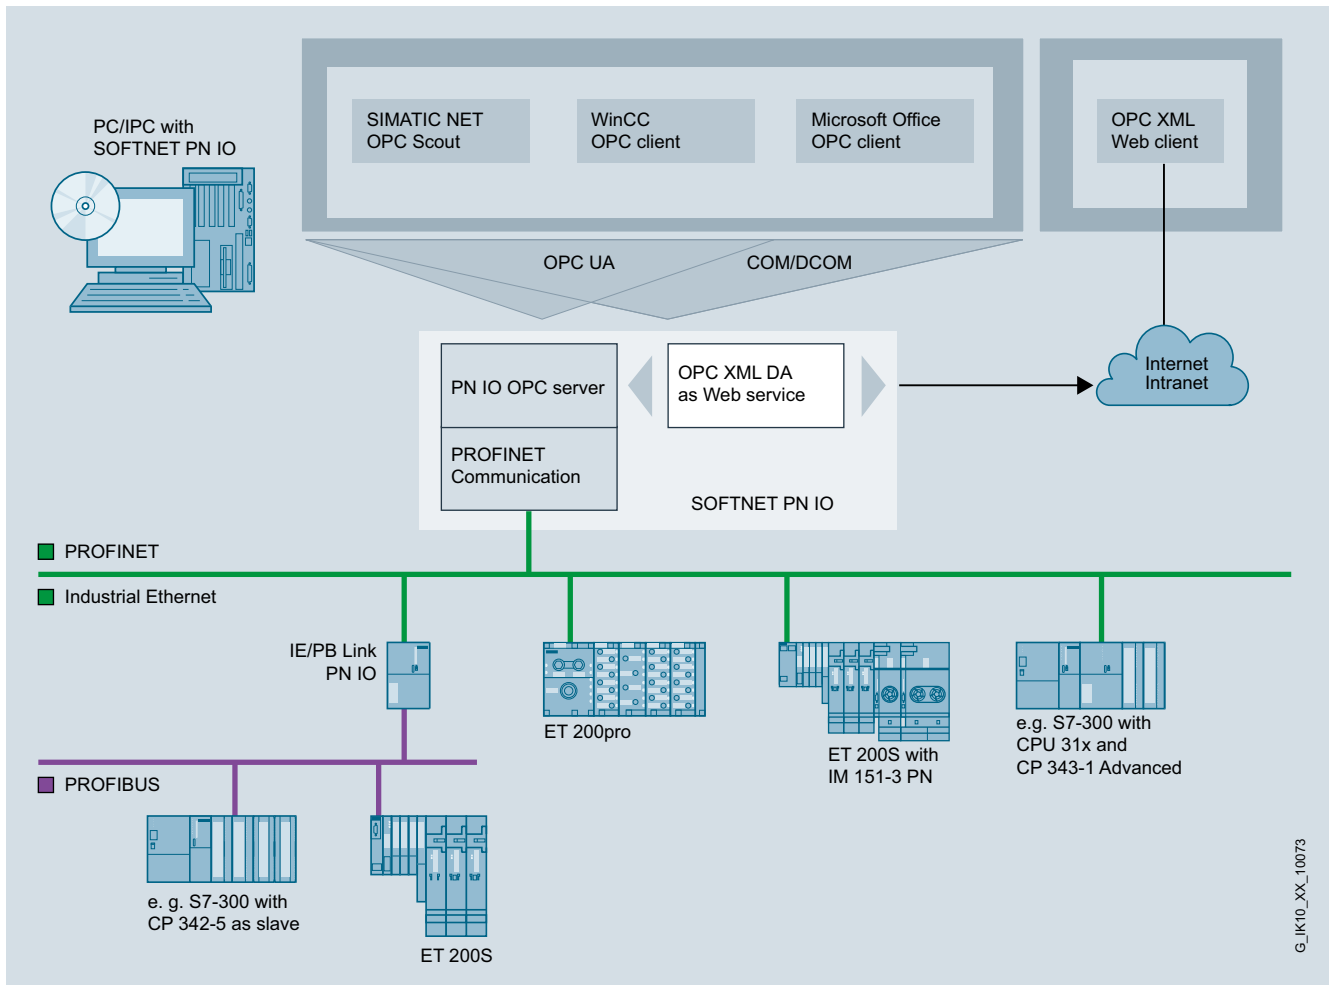 PC/IPC with
SOFTNET PN IO
SIMATIC NET
OPC Scout
WinCC
OPC client
Microsoft Office
OPC client
OPC XML
Web client
OPC UA
COM/DCOM
PN IO OPC server
OPC XML DA
as Web service
Internet
Intranet
PROFINET
Communication
SOFTNET PN IO
PROFINET
Industrial Ethernet
IE/PB Link
PN IO
ET 200pro
ET 200S with
IM 151-3 PN
e.g. S7-300 with
CPU 31x and
CP 343-1 Advanced
PROFIBUS
e. g. S7-300 with
CP 342-5 as slave
ET 200S
G_IK10_XX_10073